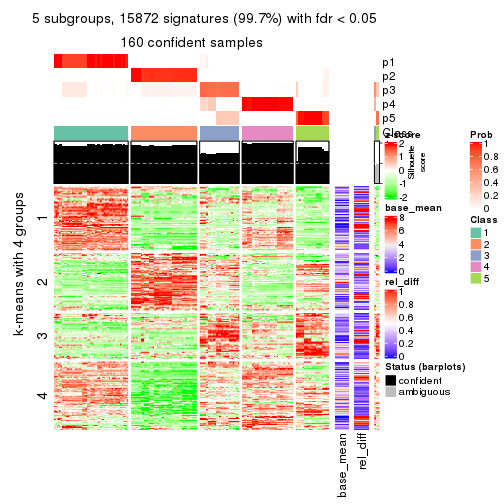 5 subgroups, 15872 signatures (99.7%) with fdr < 0.05
160 confident samples
p1
p2
p3
p4
p5
Class
z-score
2
1
0
-1
-2
Silhouette
score
Prob
1
0.8
0.6
0.4
0.2
0
base_mean
8
6
4
2
0
Class
1
2
3
4
5
rel_diff
1
0.8
0.6
0.4
0.2
0
Status (barplots)
confident
ambiguous
k-means with 4 groups
1
2
3
4
base_mean
rel_diff